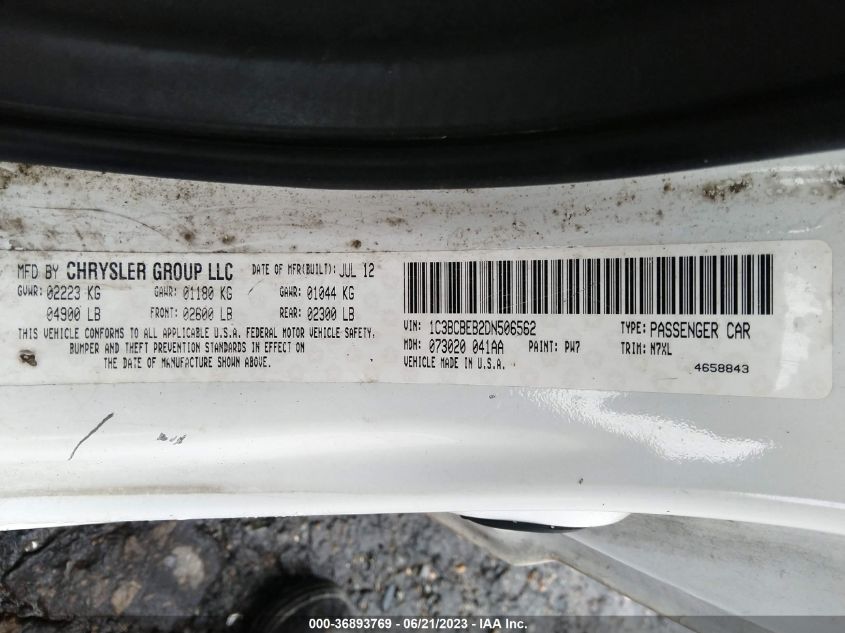 MFD BY CHRYSLER GROUP LLC DATE OF MFR(BUILT): JUL 12
GVWR: 02223 KG GAWR: 01180 KG GAWR: 01044 KG
04900 LB FRONT: 02600 LB REAR: 02300 LB
THIS VEHICLE CONFORMS TO ALL APPLICABLE U.S.A. FEDERAL MOTOR VEHICLE SAFETY,
BUMPER AND THEFT PREVENTION STANDARDS IN EFFECT ON
THE DATE OF MANUFACTURE SHOWN ABOVE.
VIN: 1C3BCBEB2DN506562 TYPE: PASSENGER CAR
MDH: 073020 041AA PAINT: PW7 TRIM: N7XL
VEHICLE MADE IN U.S.A. 4658843
000-36893769 - 06/21/2023 - IAA Inc.